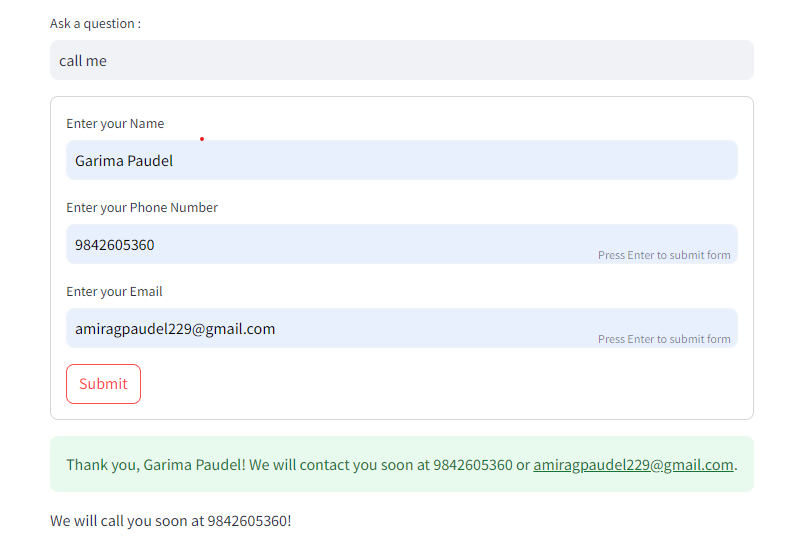 Ask a question :
call me
Enter your Name
Garima Paudel
Enter your Phone Number
9842605360
Press Enter to submit form
Enter your Email
amiragpaudel229@gmail.com
Press Enter to submit form
Submit
Thank you, Garima Paudel! We will contact you soon at 9842605360 or amiragpaudel229@gmail.com.
We will call you soon at 9842605360!